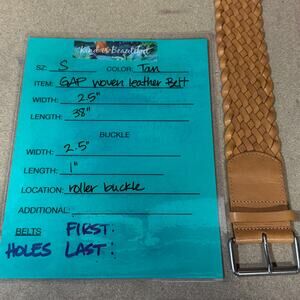 Kind is Beautiful
SZ: S COLOR: Tan
ITEM: GAP woven leather Belt
WIDTH: 2.5"
LENGTH: 38"
BUCKLE
WIDTH: 2.5"
LENGTH: 1"
LOCATION: roller buckle
ADDITIONAL:
BELTS FIRST:
HOLES LAST: